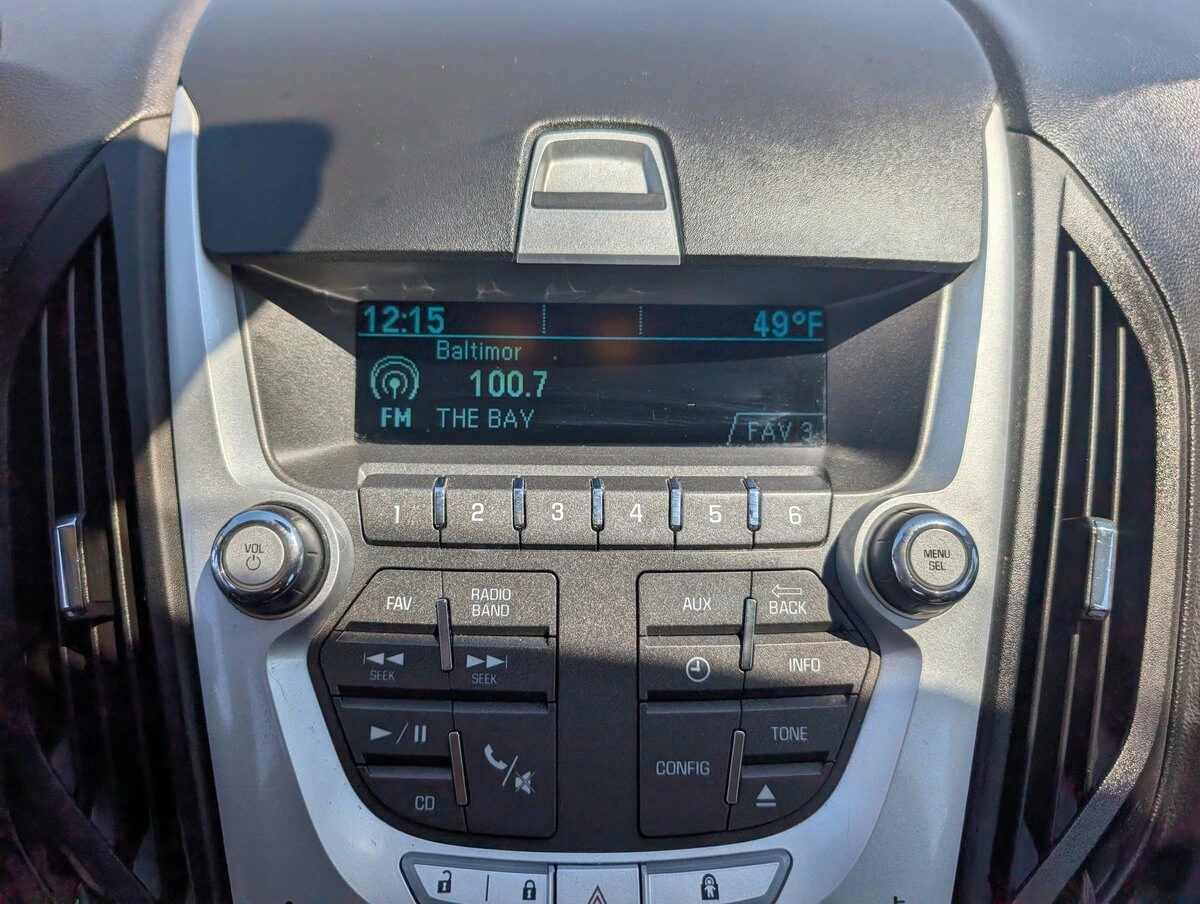 12:15 49°F
Baltimor
100.7
FM THE BAY
FAV 3
1 2 3 4 5 6
VOL
MENU
SEL
FAV
RADIO
BAND
AUX
BACK
SEEK
SEEK
INFO
CONFIG
TONE
CD